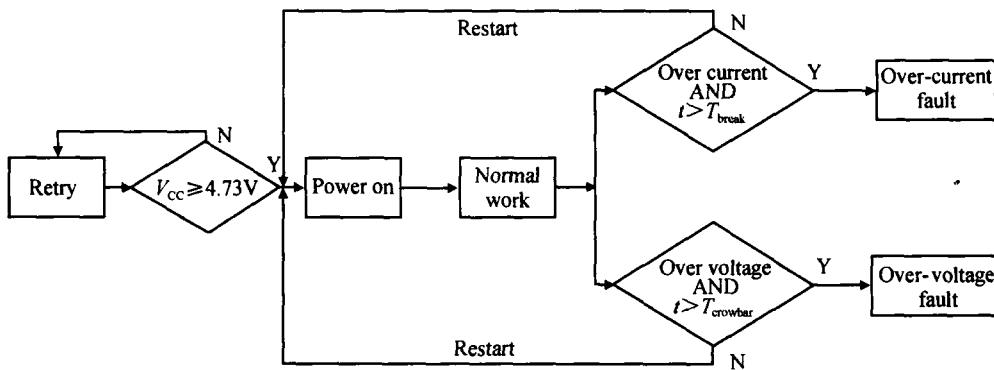 Restart
N
Over current
AND
t > T_break
Y
Over-current
fault
N
Retry
V_CC ⩾ 4.73V
Y
Power on
Normal
work
Over voltage
AND
t > T_crowbar
Y
Over-voltage
fault
Restart
N